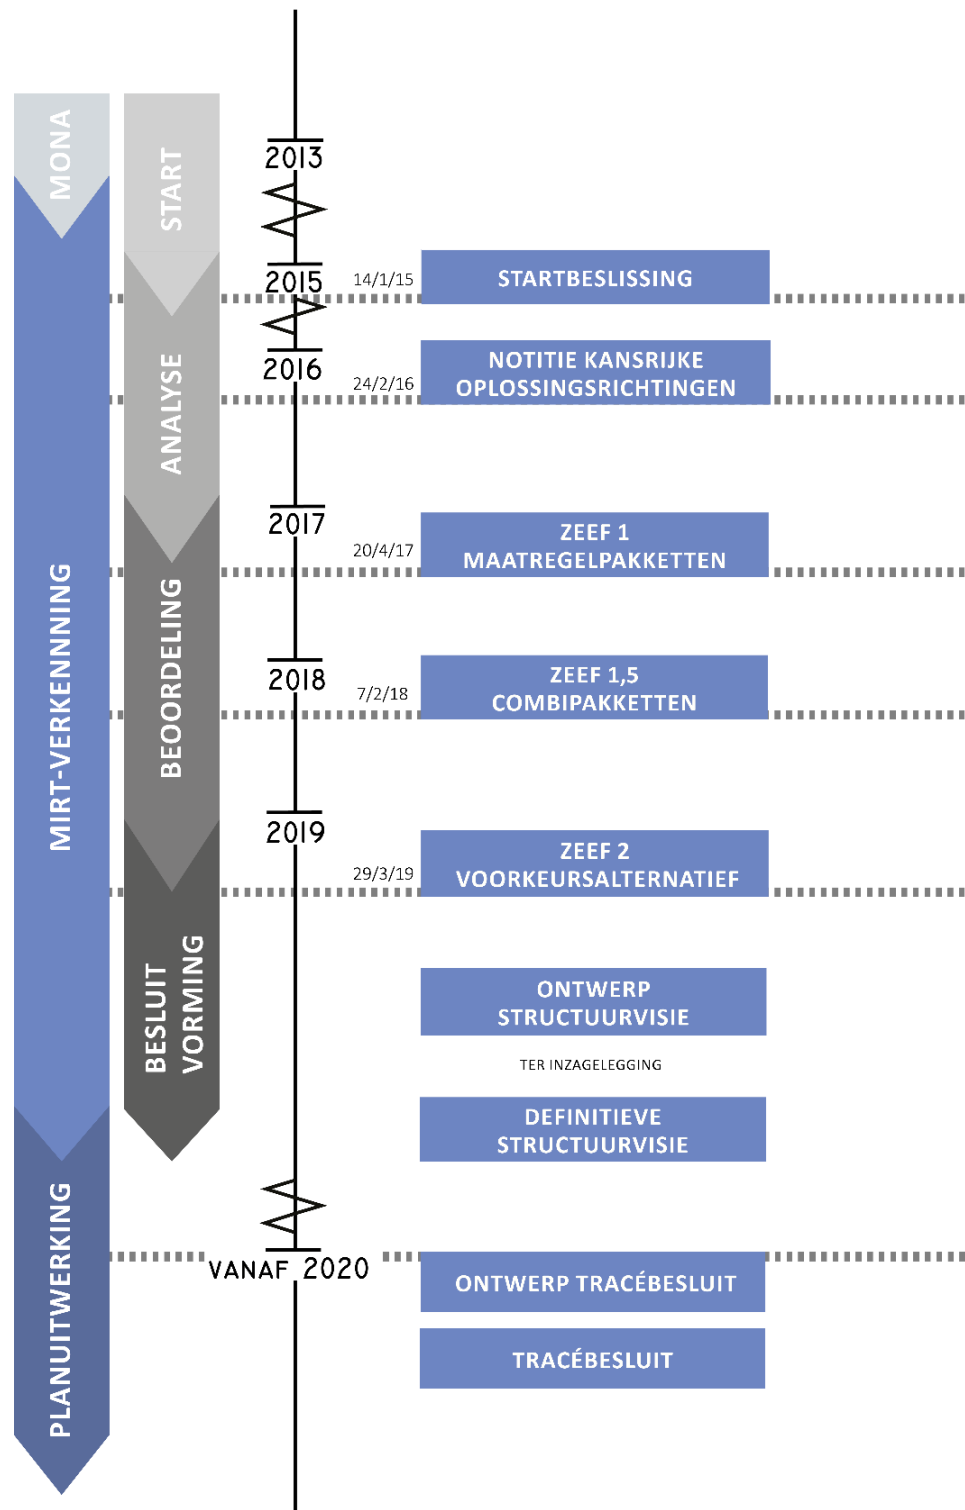 MONA
MIRT-VERKENNNING
PLANUITWERKING
START
ANALYSE
BEOORDELING
BESLUIT
VORMING
2013
2015
14/1/15
STARTBESLISSING
2016
24/2/16
NOTITIE KANSRIJKE
OPLOSSINGSRICHTINGEN
2017
20/4/17
ZEEF 1
MAATREGELPAKKETTEN
2018
7/2/18
ZEEF 1,5
COMBIPAKKETTEN
2019
29/3/19
ZEEF 2
VOORKEURSALTERNATIEF
ONTWERP
STRUCTUURVISIE
TER INZAGELEGGING
DEFINITIEVE
STRUCTUURVISIE
VANAF 2020
ONTWERP TRACÉBESLUIT
TRACÉBESLUIT